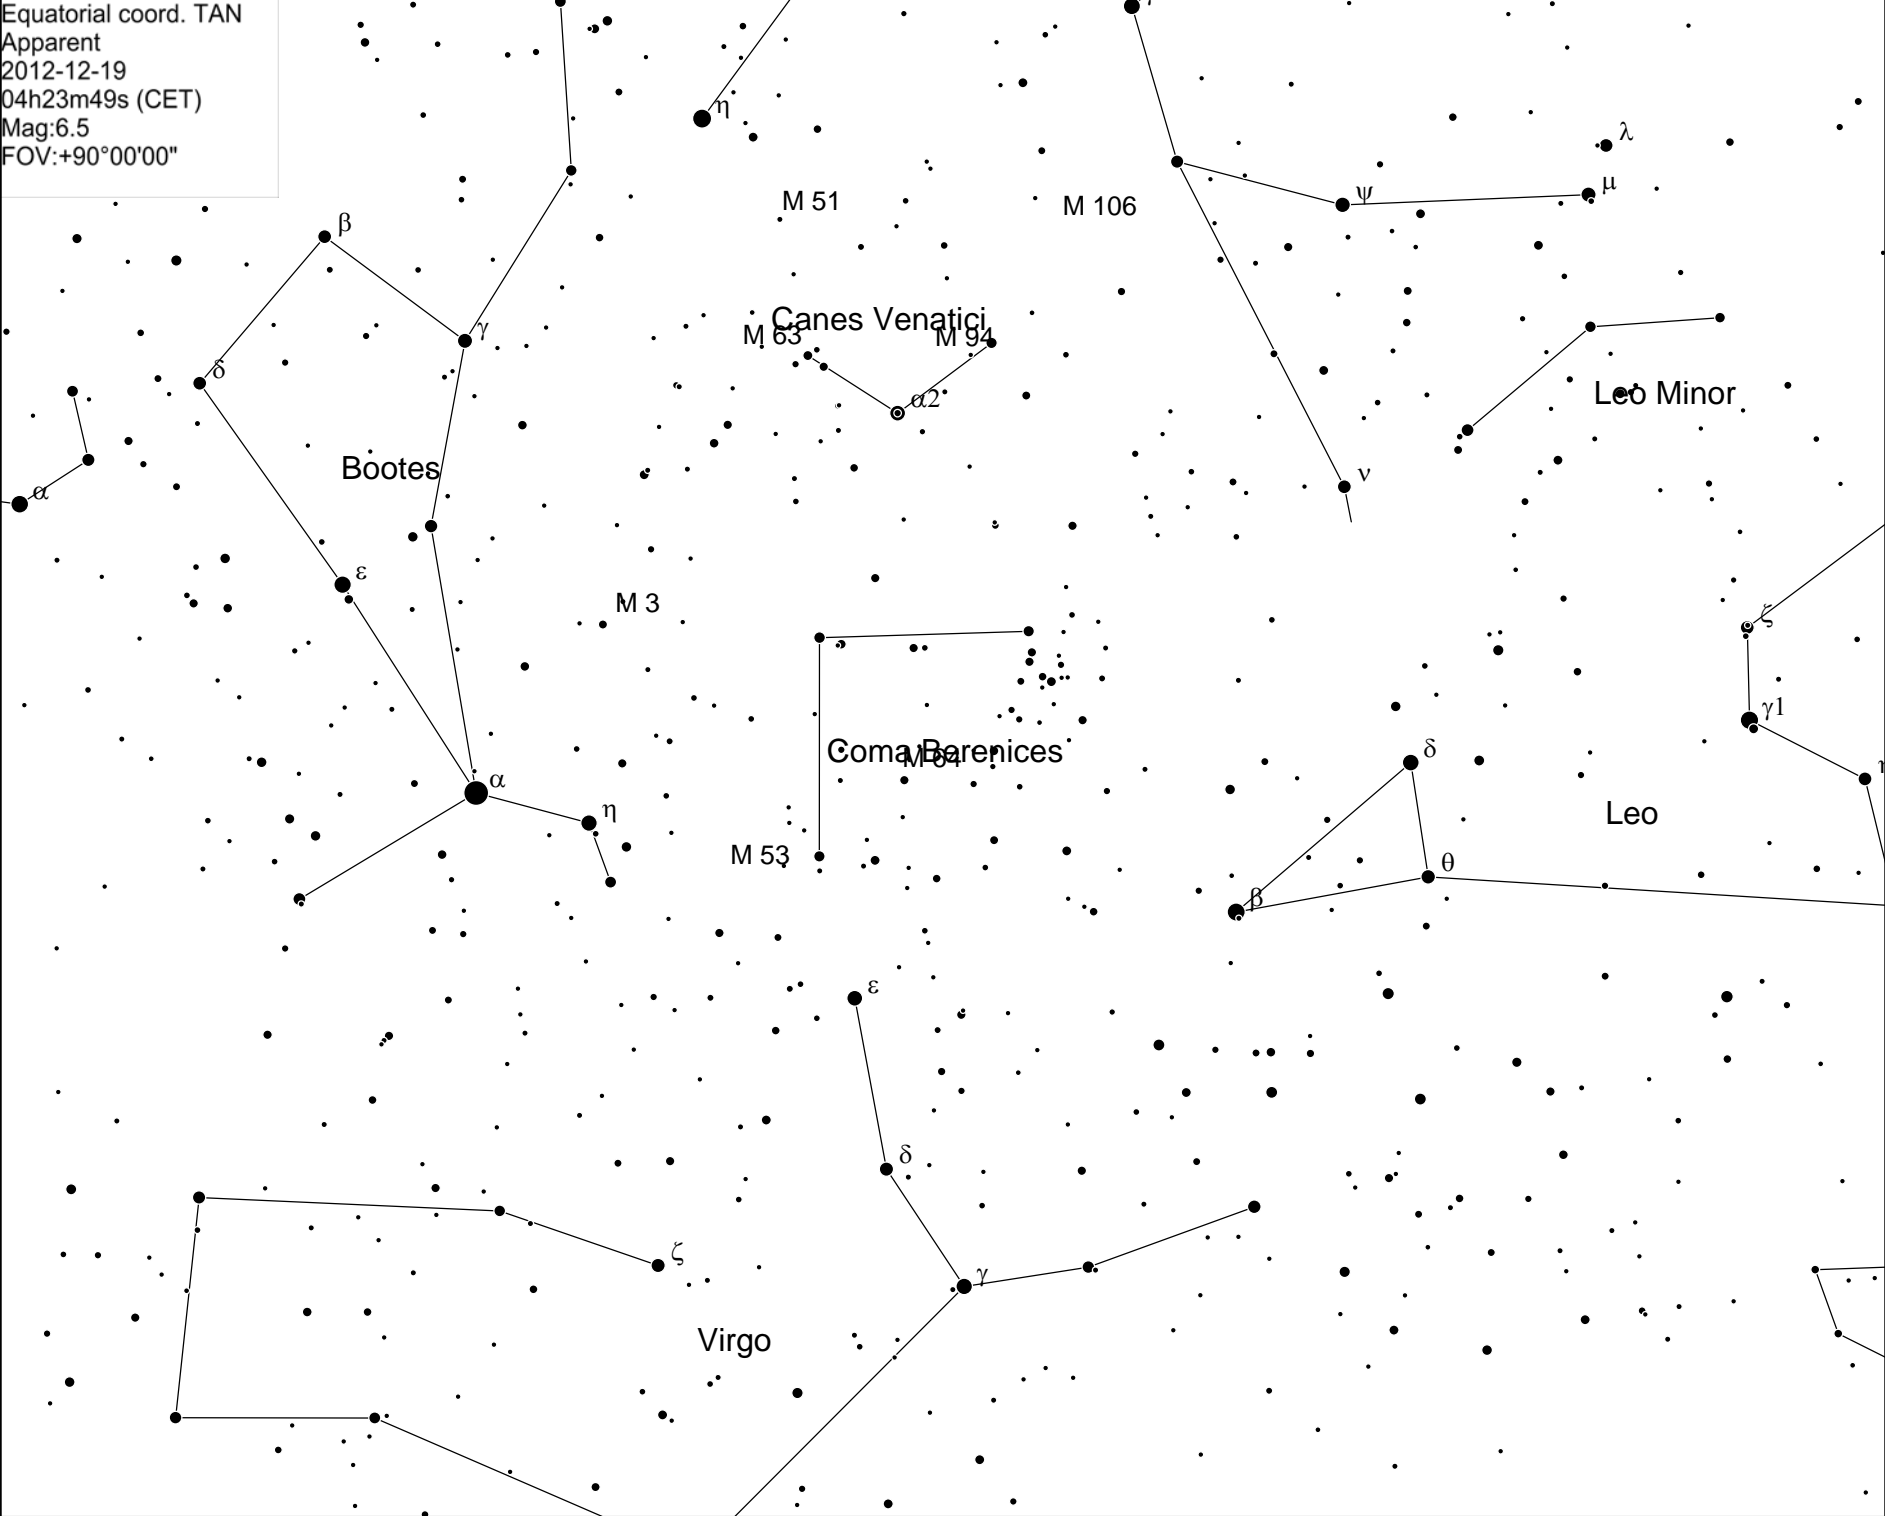 Equatorial coord. TAN
Apparent
2012-12-19
04h23m49s (CET)
Mag:6.5
FOV:+90°00'00"
η
λ
μ
ψ
M 51
M 106
β
γ
Canes Venatici
M 63
M 94
δ
α2
Leo Minor
Bootes
α
ν
ε
M 3
ζ
γ1
Coma Berenices
M 64
δ
α
η
Leo
M 53
θ
β
ε
δ
ζ
γ
Virgo